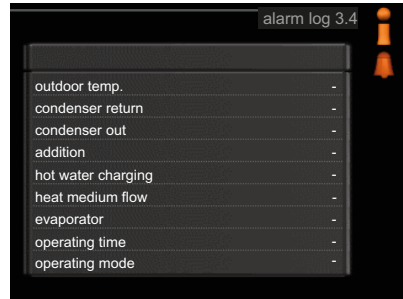 alarm log 3.4
outdoor temp. -
condenser return -
condenser out -
addition -
hot water charging -
heat medium flow -
evaporator -
operating time -
operating mode -